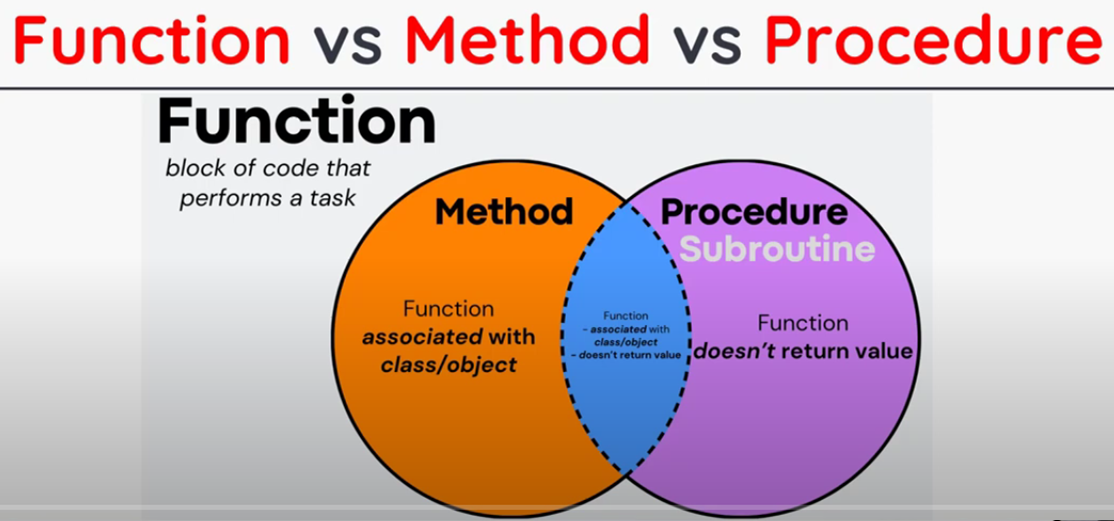 Function vs Method vs Procedure
Function
block of code that
performs a task
Method
Function
associated with
class/object
Function
- associated with
class/object
- doesn't return value
Procedure
Subroutine
Function
doesn't return value